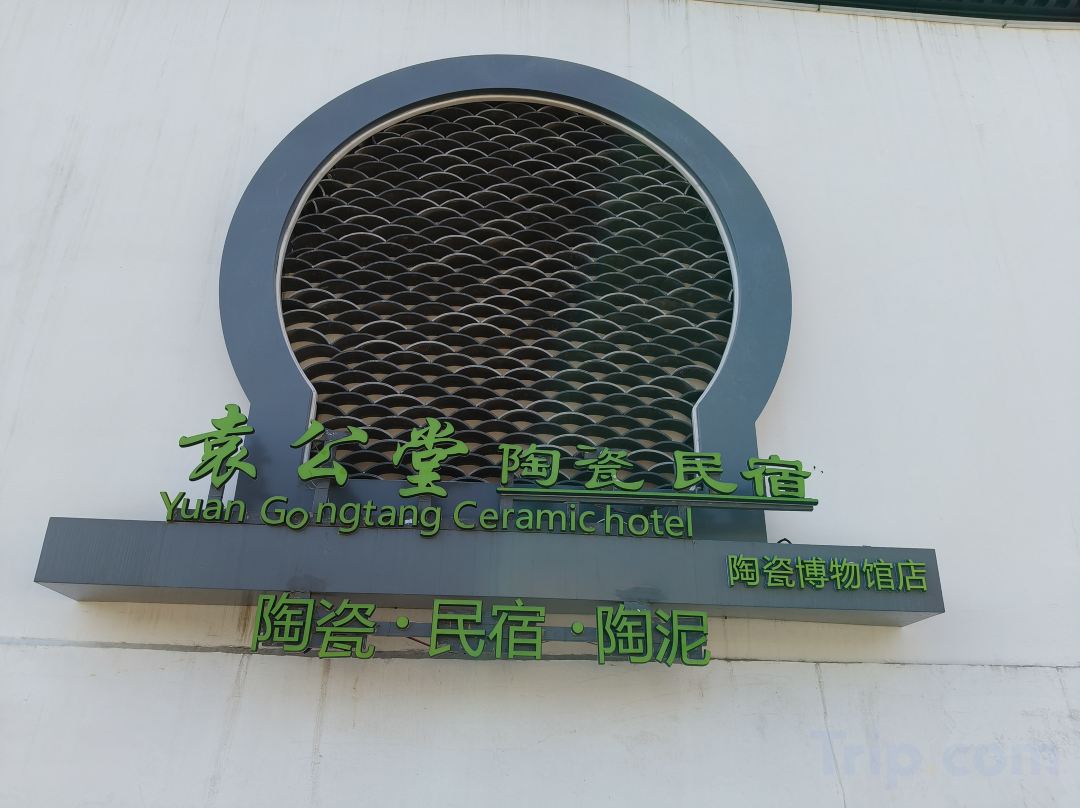 袁公堂 陶瓷民宿
Yuan Gongtang Ceramic hotel
陶瓷博物馆店
陶瓷·民宿·陶泥
Trip.com